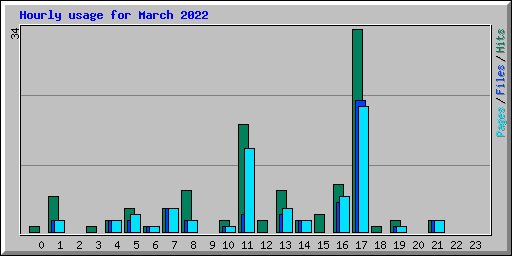 Hourly usage for March 2022
34
Pages/Files/Hits
0 1 2 3 4 5 6 7 8 9 10 11 12 13 14 15 16 17 18 19 20 21 22 23